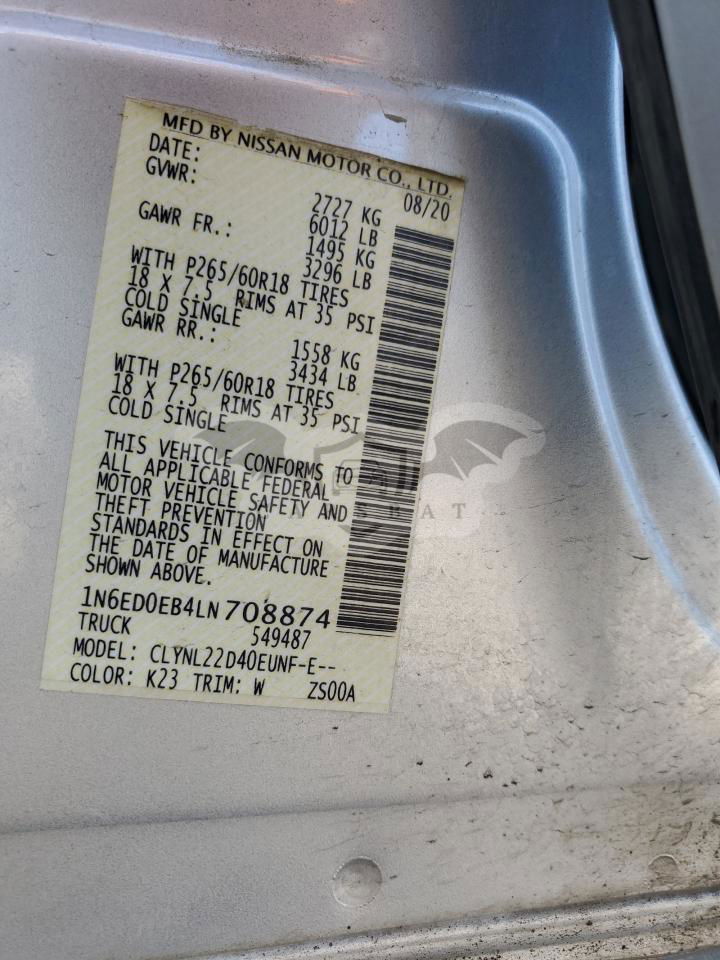 MFD BY NISSAN MOTOR CO., LTD.
DATE: 08/20
GVWR: 2727 KG
6012 LB
GAWR FR.: 1495 KG
3296 LB
WITH P265/60R18 TIRES
18 X 7.5 RIMS AT 35 PSI
COLD SINGLE
GAWR RR.: 1558 KG
3434 LB
WITH P265/60R18 TIRES
18 X 7.5 RIMS AT 35 PSI
COLD SINGLE
THIS VEHICLE CONFORMS TO
ALL APPLICABLE FEDERAL
MOTOR VEHICLE SAFETY AND
THEFT PREVENTION
STANDARDS IN EFFECT ON
THE DATE OF MANUFACTURE
SHOWN ABOVE.
1N6ED0EB4LN708874
TRUCK 549487
MODEL: CLYNL22D40EUNF-E--
COLOR: K23 TRIM: W ZS00A